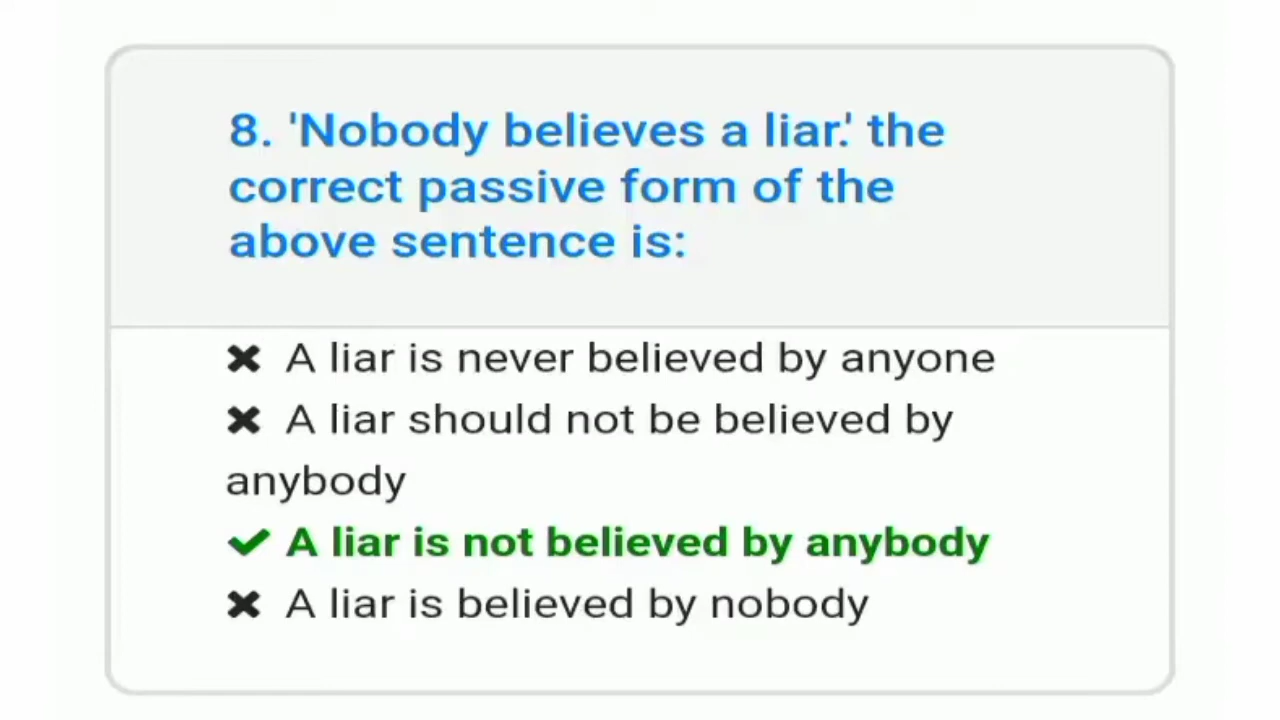 8. 'Nobody believes a liar.' the
correct passive form of the
above sentence is:
✖ A liar is never believed by anyone
✖ A liar should not be believed by
anybody
✔ A liar is not believed by anybody
✖ A liar is believed by nobody